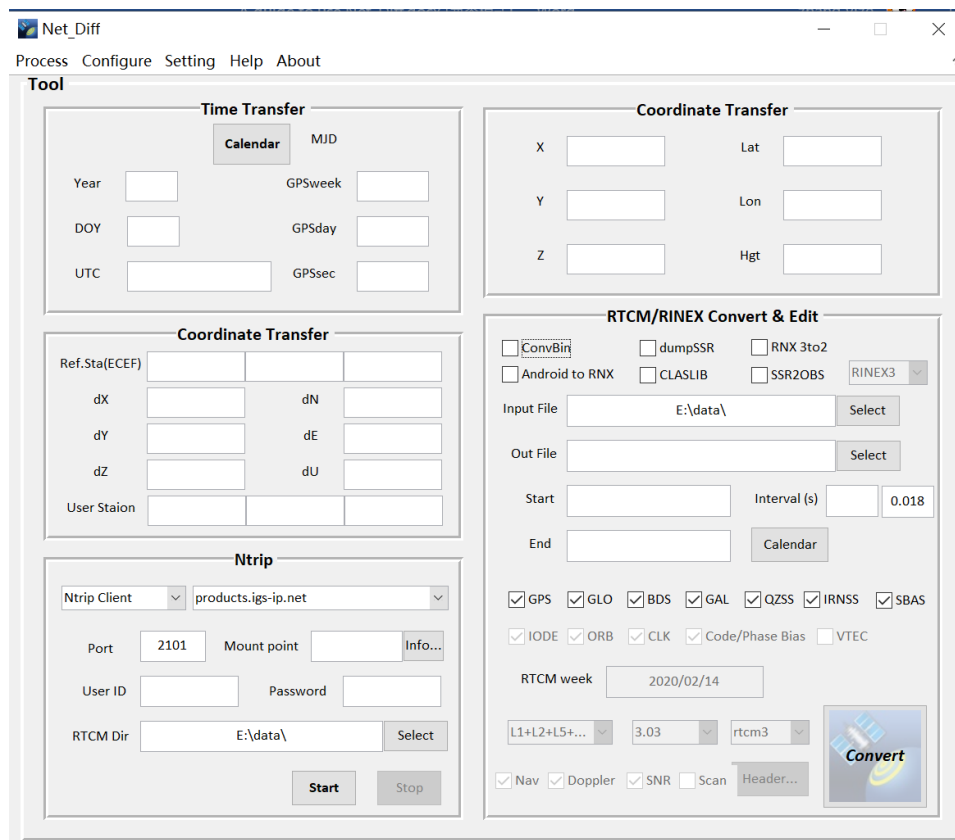 Net_Diff
Process Configure Setting Help About
Tool
Time Transfer
Calendar MJD
Year GPSweek
DOY GPSday
UTC GPSsec
Coordinate Transfer
X Lat
Y Lon
Z Hgt
Coordinate Transfer
Ref.Sta(ECEF)
dX dN
dY dE
dZ dU
User Staion
RTCM/RINEX Convert & Edit
ConvBin dumpSSR RNX 3to2
Android to RNX CLASLIB SSR2OBS RINEX3
Input File E:\data\ Select
Out File Select
Start Interval (s) 0.018
End Calendar
GPS GLO BDS GAL QZSS IRNSS SBAS
IODE ORB CLK Code/Phase Bias VTEC
RTCM week 2020/02/14
L1+L2+L5+... 3.03 rtcm3
Convert
Nav Doppler SNR Scan Header...
Ntrip
Ntrip Client products.igs-ip.net
Port 2101 Mount point Info...
User ID Password
RTCM Dir E:\data\ Select
Start Stop